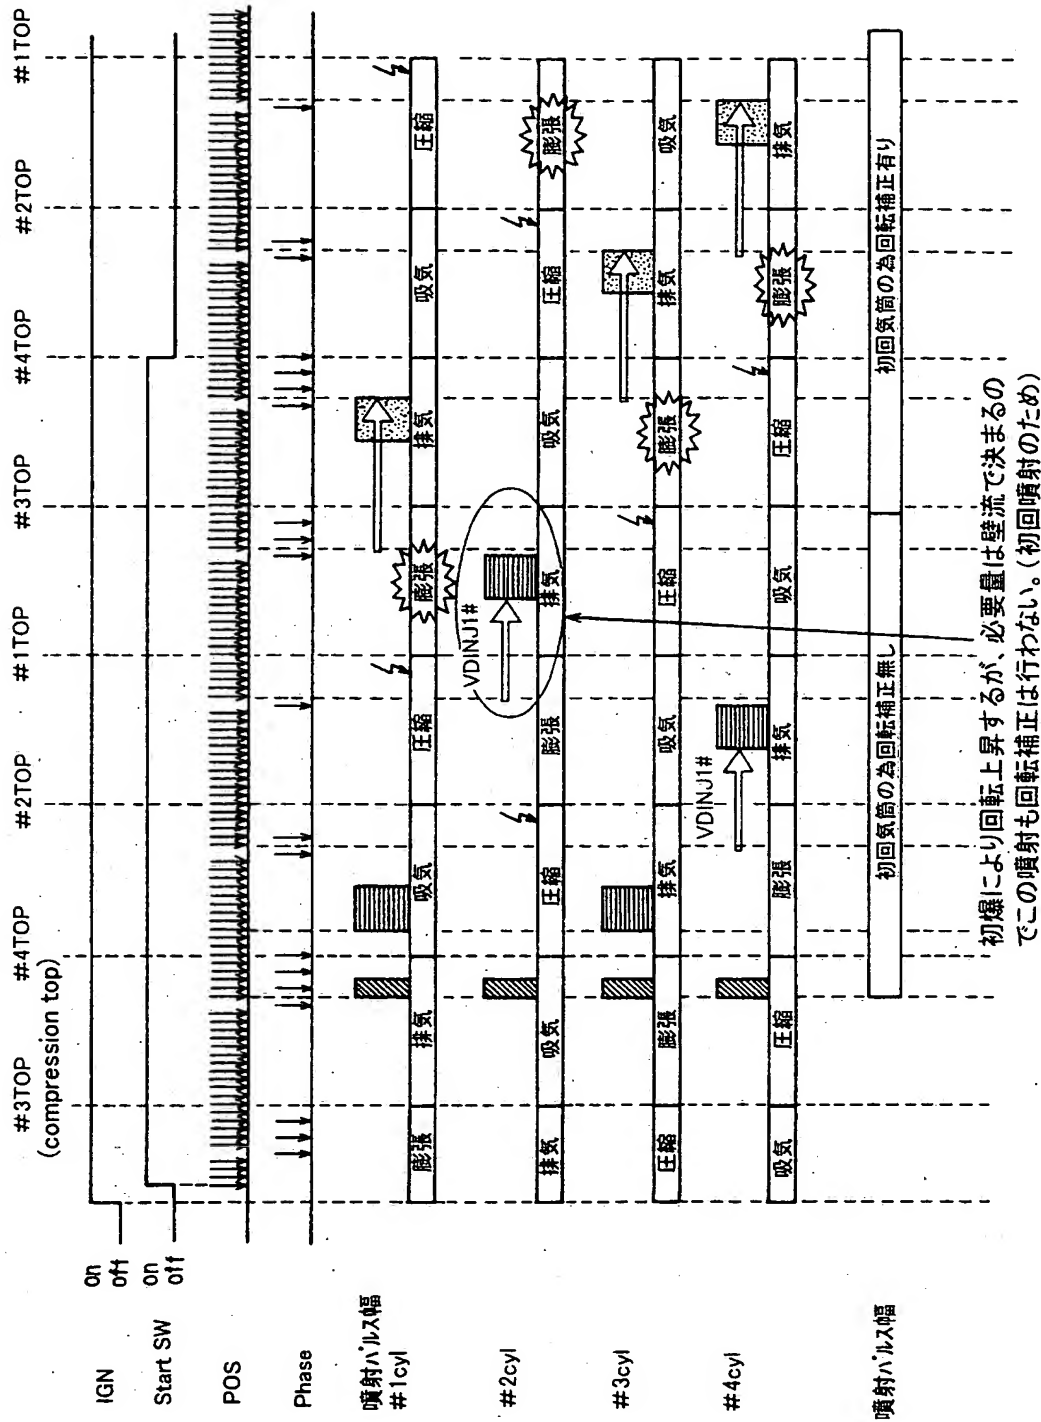 #3TOP
(compression top)
#4TOP
#2TOP
#1TOP
#3TOP
#4TOP
#2TOP
#1TOP
IGN
on
off
Start SW
on
off
POS
Phase
噴射パルス幅
#1cyl
膨張
排気
吸気
圧縮
膨張
排気
吸気
圧縮
#2cyl
VDINJ1#
排気
吸気
圧縮
膨張
排気
吸気
圧縮
膨張
#3cyl
圧縮
膨張
排気
吸気
圧縮
膨張
排気
吸気
#4cyl
VDINJ1#
吸気
圧縮
膨張
排気
吸気
圧縮
膨張
排気
噴射パルス幅
初回気筒の為回転補正無し
初回気筒の為回転補正有り
初爆により回転上昇するが、必要量は壁流で決まるの
でこの噴射も回転補正は行わない。(初回噴射のため)